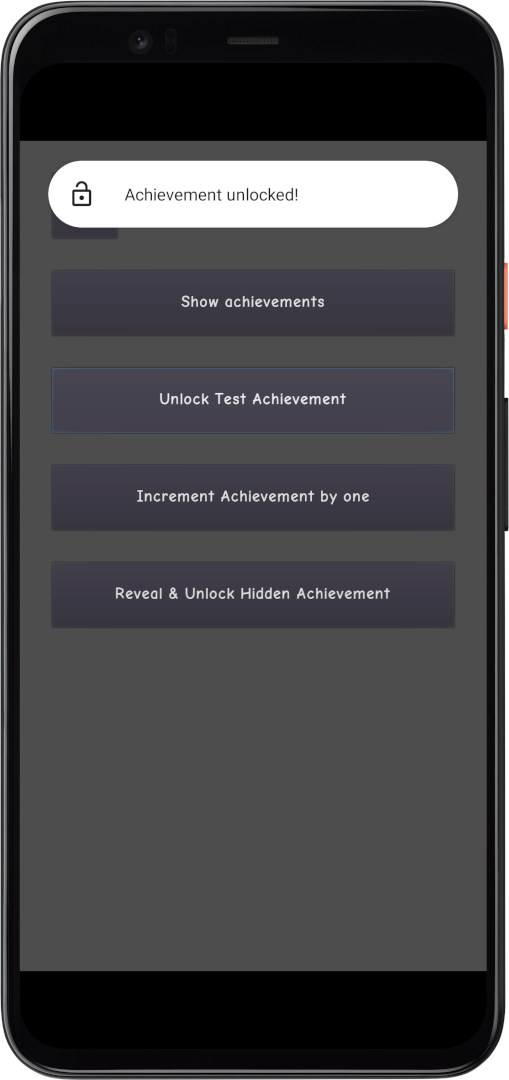 Achievement unlocked!
Show achievements
Unlock Test Achievement
Increment Achievement by one
Reveal & Unlock Hidden Achievement